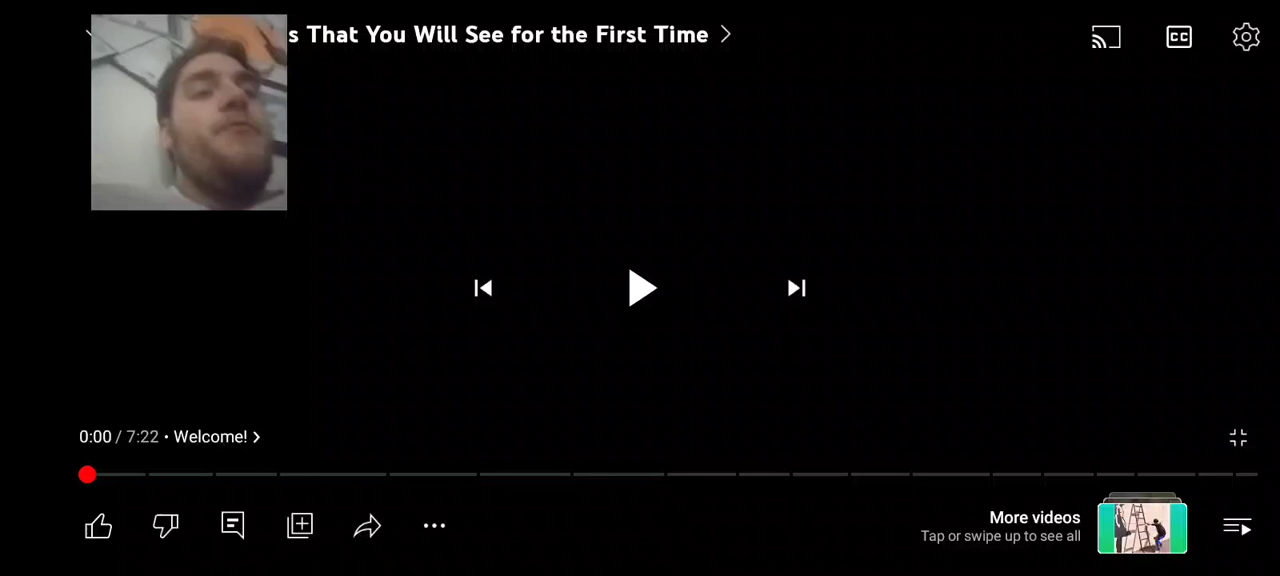 s That You Will See for the First Time
CC
0:00 / 7:22 • Welcome!
More videos
Tap or swipe up to see all